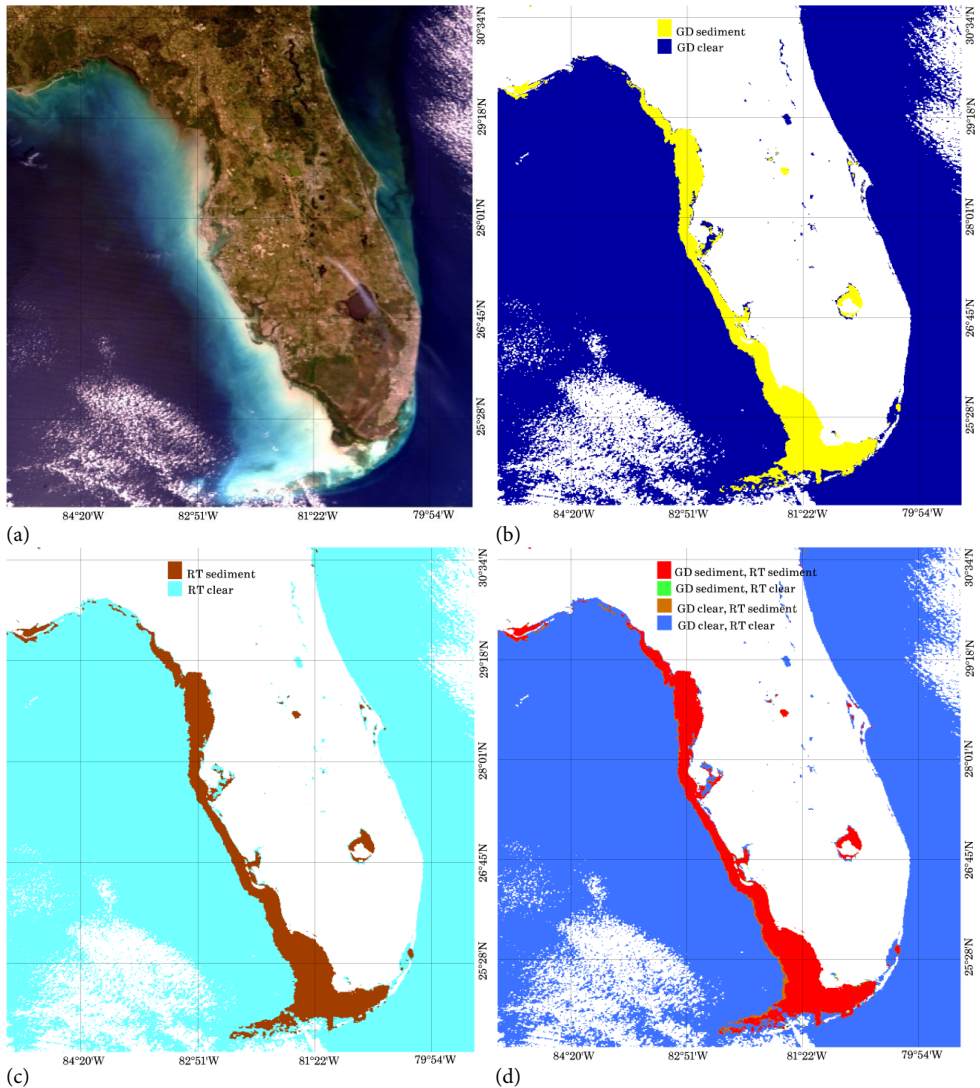 30°34'N
29°18'N
28°01'N
26°45'N
25°28'N
84°20'W 82°51'W 81°22'W 79°54'W
(a)
GD sediment
GD clear
30°34'N
29°18'N
28°01'N
26°45'N
25°28'N
84°20'W 82°51'W 81°22'W 79°54'W
(b)
RT sediment
RT clear
30°34'N
29°18'N
28°01'N
26°45'N
25°28'N
84°20'W 82°51'W 81°22'W 79°54'W
(c)
GD sediment, RT sediment
GD sediment, RT clear
GD clear, RT sediment
GD clear, RT clear
30°34'N
29°18'N
28°01'N
26°45'N
25°28'N
84°20'W 82°51'W 81°22'W 79°54'W
(d)